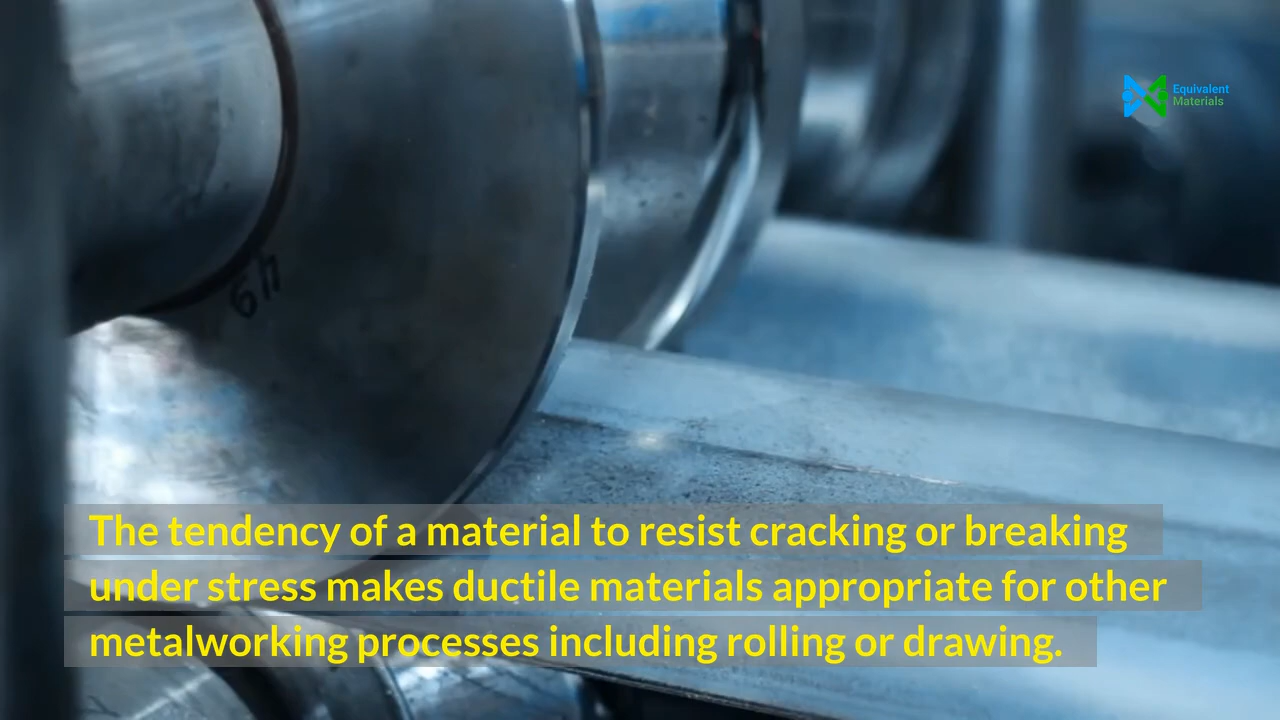 Equivalent
Materials
49
The tendency of a material to resist cracking or breaking
under stress makes ductile materials appropriate for other
metalworking processes including rolling or drawing.